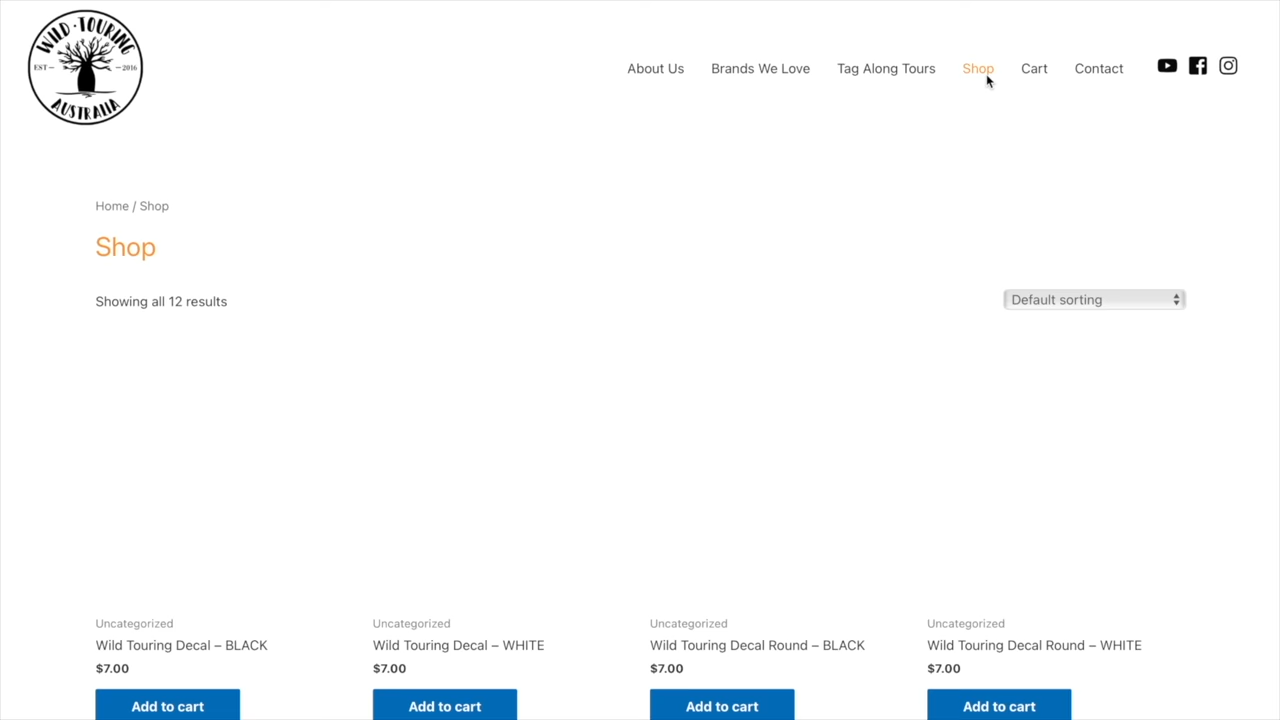 WILD · TOURING
EST— —2016
AUSTRALIA
About Us Brands We Love Tag Along Tours Shop Cart Contact
Home / Shop
Shop
Showing all 12 results
Default sorting
Uncategorized Uncategorized Uncategorized Uncategorized
Wild Touring Decal – BLACK Wild Touring Decal – WHITE Wild Touring Decal Round – BLACK Wild Touring Decal Round – WHITE
$7.00 $7.00 $7.00 $7.00
Add to cart Add to cart Add to cart Add to cart